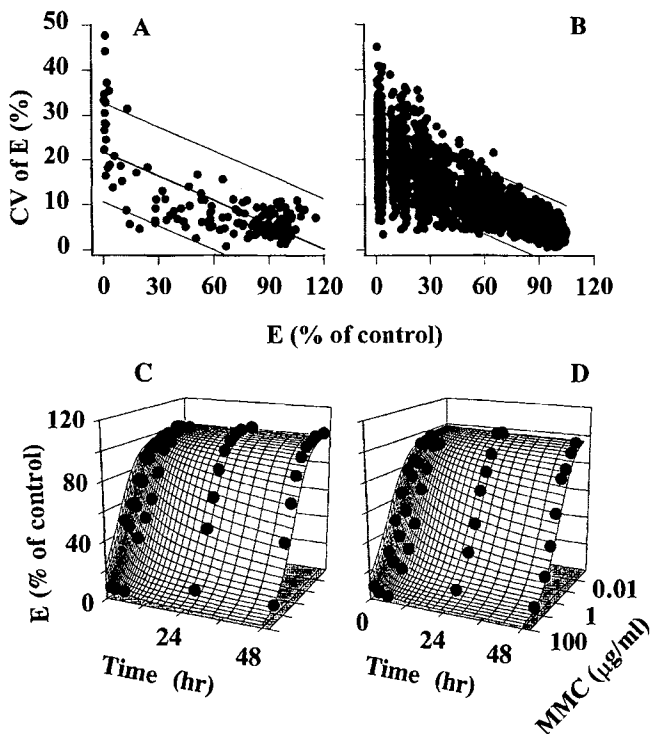 A
B
CV of E (%)
50
40
30
20
10
0
0 30 60 90 120
0 30 60 90 120
E (% of control)
C
D
E (% of control)
120
80
40
0
24
48
Time (hr)
0
24
48
Time (hr)
0.01
1
100
MMC (µg/ml)